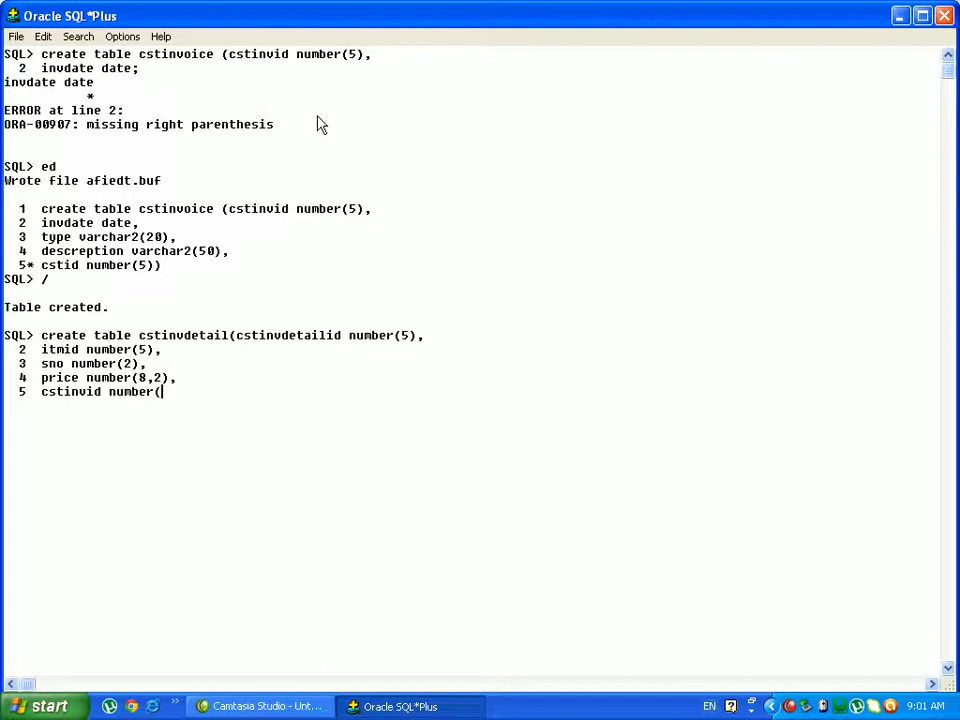 Oracle SQL*Plus
File Edit Search Options Help
SQL> create table cstinvoice (cstinvid number(5),
2 invdate date;
invdate date
*
ERROR at line 2:
ORA-00907: missing right parenthesis
SQL> ed
Wrote file afiedt.buf
1 create table cstinvoice (cstinvid number(5),
2 invdate date,
3 type varchar2(20),
4 descreption varchar2(50),
5* cstid number(5))
SQL> /
Table created.
SQL> create table cstinvdetail(cstinvdetailid number(5),
2 itmid number(5),
3 sno number(2),
4 price number(8,2),
5 cstinvid number(
start
Camtasia Studio - Unt...
Oracle SQL*Plus
EN
9:01 AM